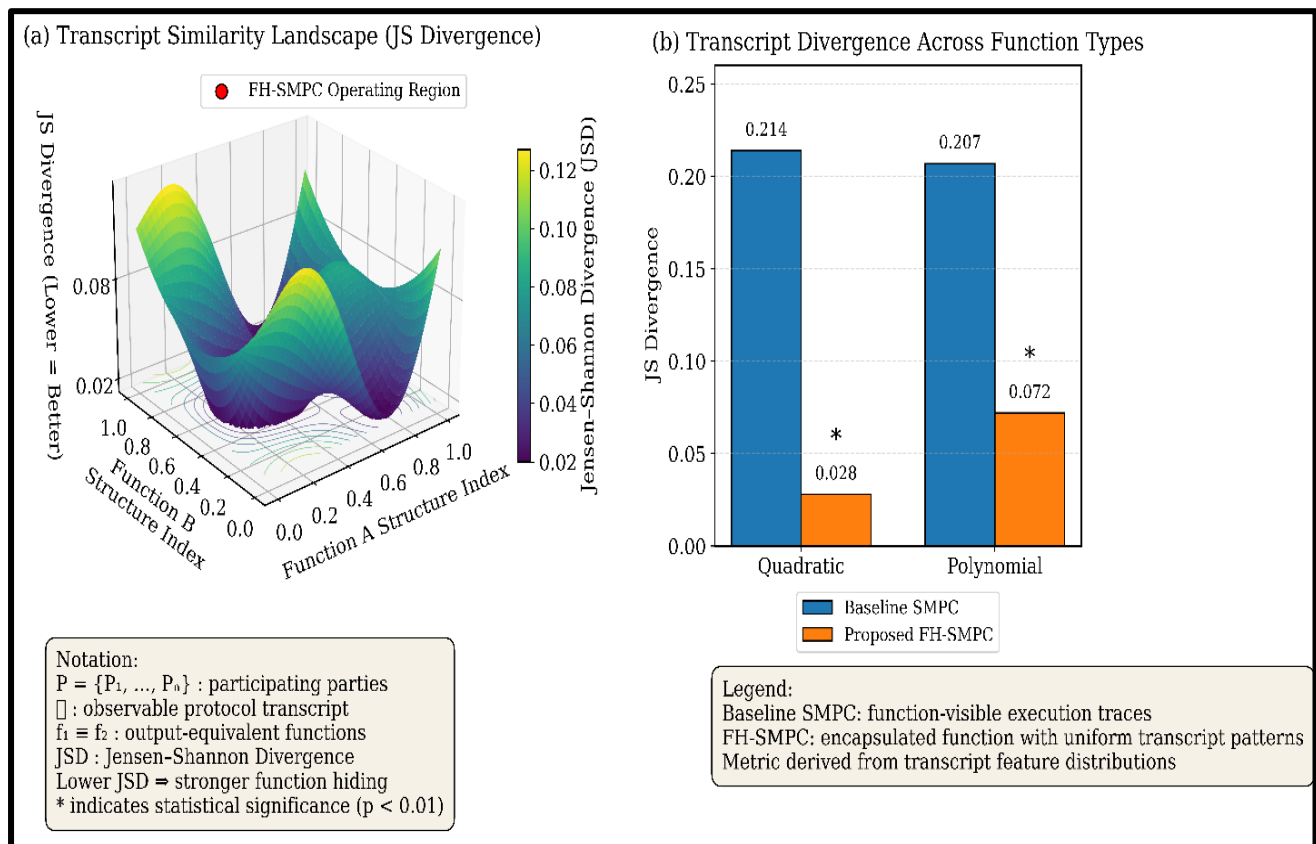 (a) Transcript Similarity Landscape (JS Divergence)
FH-SMPC Operating Region
JS Divergence (Lower = Better)
0.08
0.02
1.0
0.8
0.6
0.4
0.2
0.0
Function B
Structure Index
0.0
0.2
0.4
0.6
0.8
1.0
Function A Structure Index
0.12
0.10
0.08
0.06
0.04
0.02
Jensen–Shannon Divergence (JSD)
(b) Transcript Divergence Across Function Types
JS Divergence
0.25
0.20
0.15
0.10
0.05
0.00
0.214
*
0.028
0.207
*
0.072
Quadratic
Polynomial
Baseline SMPC
Proposed FH-SMPC
Notation:
P = {P₁, ..., Pₙ} : participating parties
▯ : observable protocol transcript
f₁ ≡ f₂ : output-equivalent functions
JSD : Jensen–Shannon Divergence
Lower JSD ⇒ stronger function hiding
* indicates statistical significance (p < 0.01)
Legend:
Baseline SMPC: function-visible execution traces
FH-SMPC: encapsulated function with uniform transcript patterns
Metric derived from transcript feature distributions